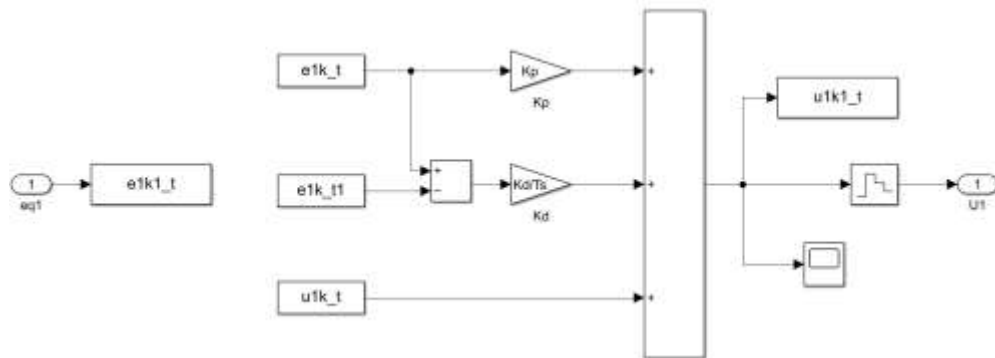 e1k_t
+
Kp
+
Kp
u1k1_t
1
eq1
e1k1_t
e1k_t1
+
−
Kd/Ts
Kd
+
1
U1
u1k_t
+